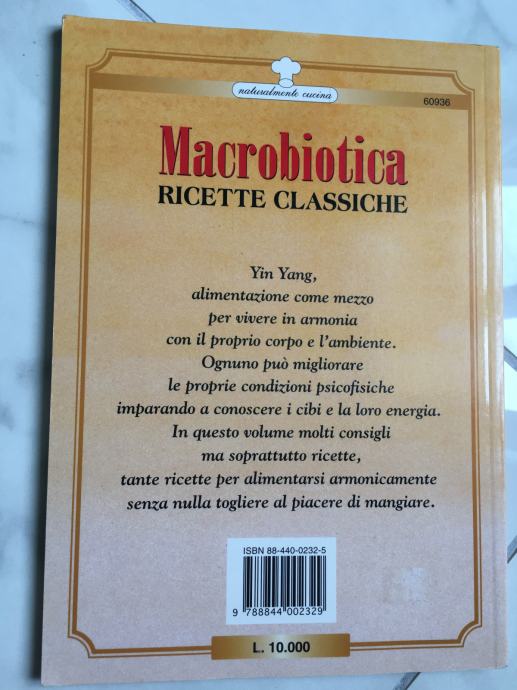 naturalmente cucina
60936
Macrobiotica
RICETTE CLASSICHE
Yin Yang,
alimentazione come mezzo
per vivere in armonia
con il proprio corpo e l'ambiente.
Ognuno può migliorare
le proprie condizioni psicofisiche
imparando a conoscere i cibi e la loro energia.
In questo volume molti consigli
ma soprattutto ricette,
tante ricette per alimentarsi armonicamente
senza nulla togliere al piacere di mangiare.
ISBN 88-440-0232-5
9 788844 002329
L. 10.000